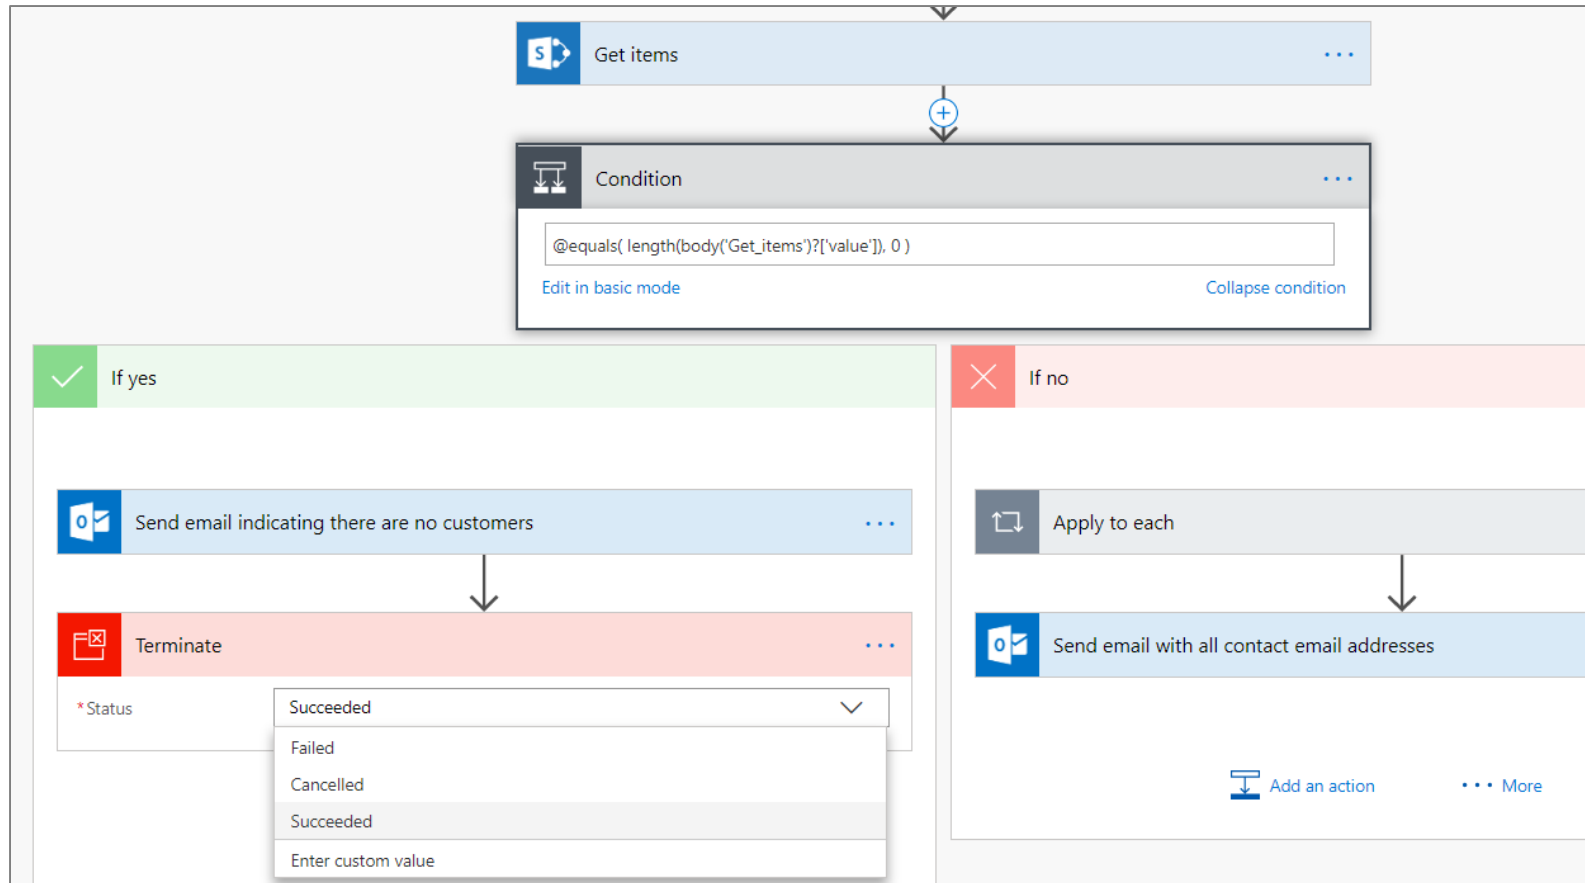 Get items
Condition
@equals( length(body('Get_items')?['value']), 0 )
Edit in basic mode
Collapse condition
If yes
If no
Send email indicating there are no customers
Apply to each
Terminate
Send email with all contact email addresses
*Status
Succeeded
Failed
Cancelled
Succeeded
Enter custom value
Add an action
More